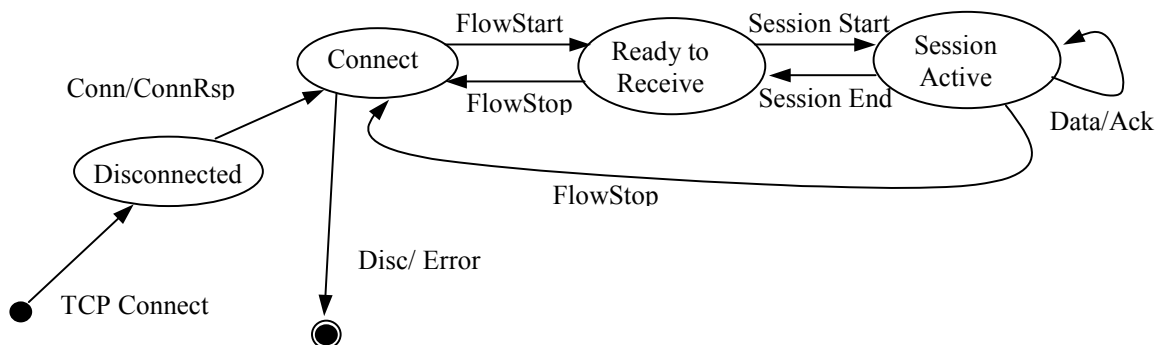 FlowStart
Session Start
Connect
Ready to
Receive
Session
Active
Conn/ConnRsp
FlowStop
Session End
Data/Ack
Disconnected
FlowStop
Disc/ Error
TCP Connect